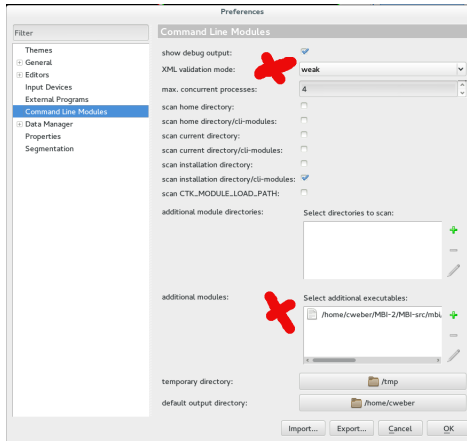 Preferences
Filter
Themes
General
Editors
Input Devices
External Programs
Command Line Modules
Data Manager
Properties
Segmentation
Command Line Modules
show debug output:
XML validation mode: weak
max. concurrent processes: 4
scan home directory:
scan home directory/cli-modules:
scan current directory:
scan current directory/cli-modules:
scan installation directory:
scan installation directory/cli-modules:
scan CTK_MODULE_LOAD_PATH:
additional module directories: Select directories to scan:
additional modules: Select additional executables:
/home/cweber/MBI-2/MBI-src/mbi,
temporary directory: /tmp
default output directory: /home/cweber
Import... Export... Cancel OK